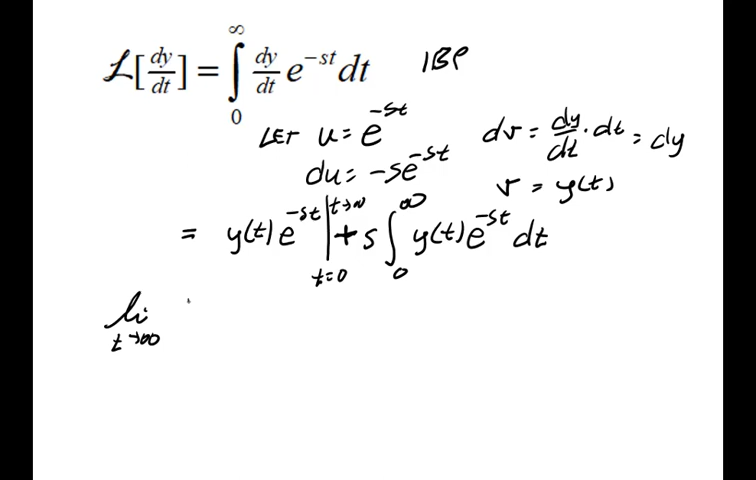 ℒ[dy/dt] = ∫₀^∞ dy/dt e^{-st} dt IBP
LET u = e^{-st} dv = dy/dt · dt = dy
du = -se^{-st} v = y(t)
= y(t) e^{-st} |_{t=0}^{t→∞} + s ∫₀^∞ y(t) e^{-st} dt
li
t→∞